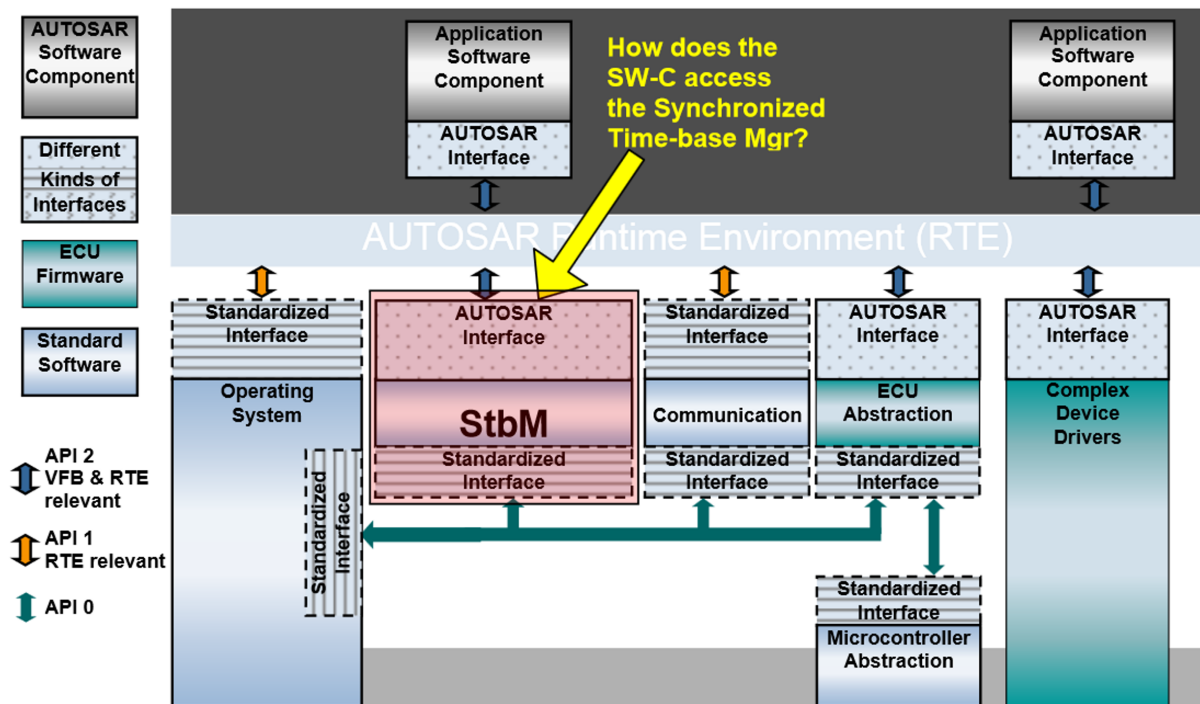 AUTOSAR
Software
Component
Different
Kinds of
Interfaces
ECU
Firmware
Standard
Software
API 2
VFB & RTE
relevant
API 1
RTE relevant
API 0
Application
Software
Component
AUTOSAR
Interface
How does the
SW-C access
the Synchronized
Time-base Mgr?
Application
Software
Component
AUTOSAR
Interface
AUTOSAR Runtime Environment (RTE)
Standardized
Interface
Operating
System
Standardized
Interface
AUTOSAR
Interface
StbM
Standardized
Interface
Standardized
Interface
Communication
Standardized
Interface
AUTOSAR
Interface
ECU
Abstraction
Standardized
Interface
Standardized
Interface
Microcontroller
Abstraction
AUTOSAR
Interface
Complex
Device
Drivers